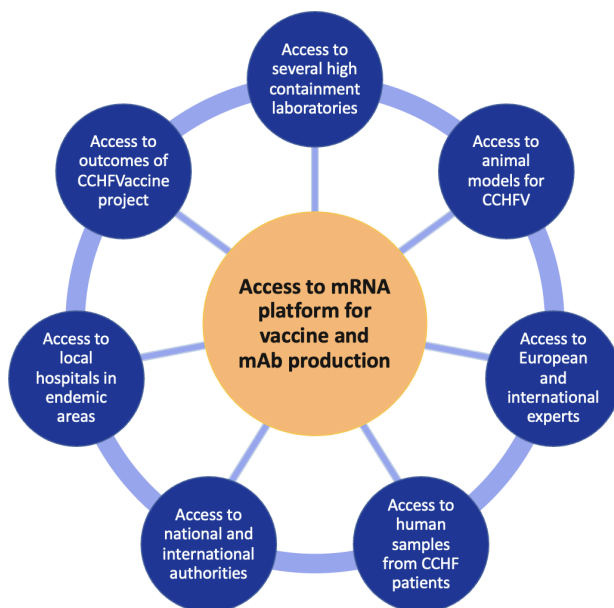 Access to
several high
containment
laboratories
Access to
animal
models for
CCHFV
Access to
European
and
international
experts
Access to
human
samples
from CCHF
patients
Access to
national and
international
authorities
Access to
local
hospitals in
endemic
areas
Access to
outcomes of
CCHFVaccine
project
Access to mRNA
platform for
vaccine and
mAb production